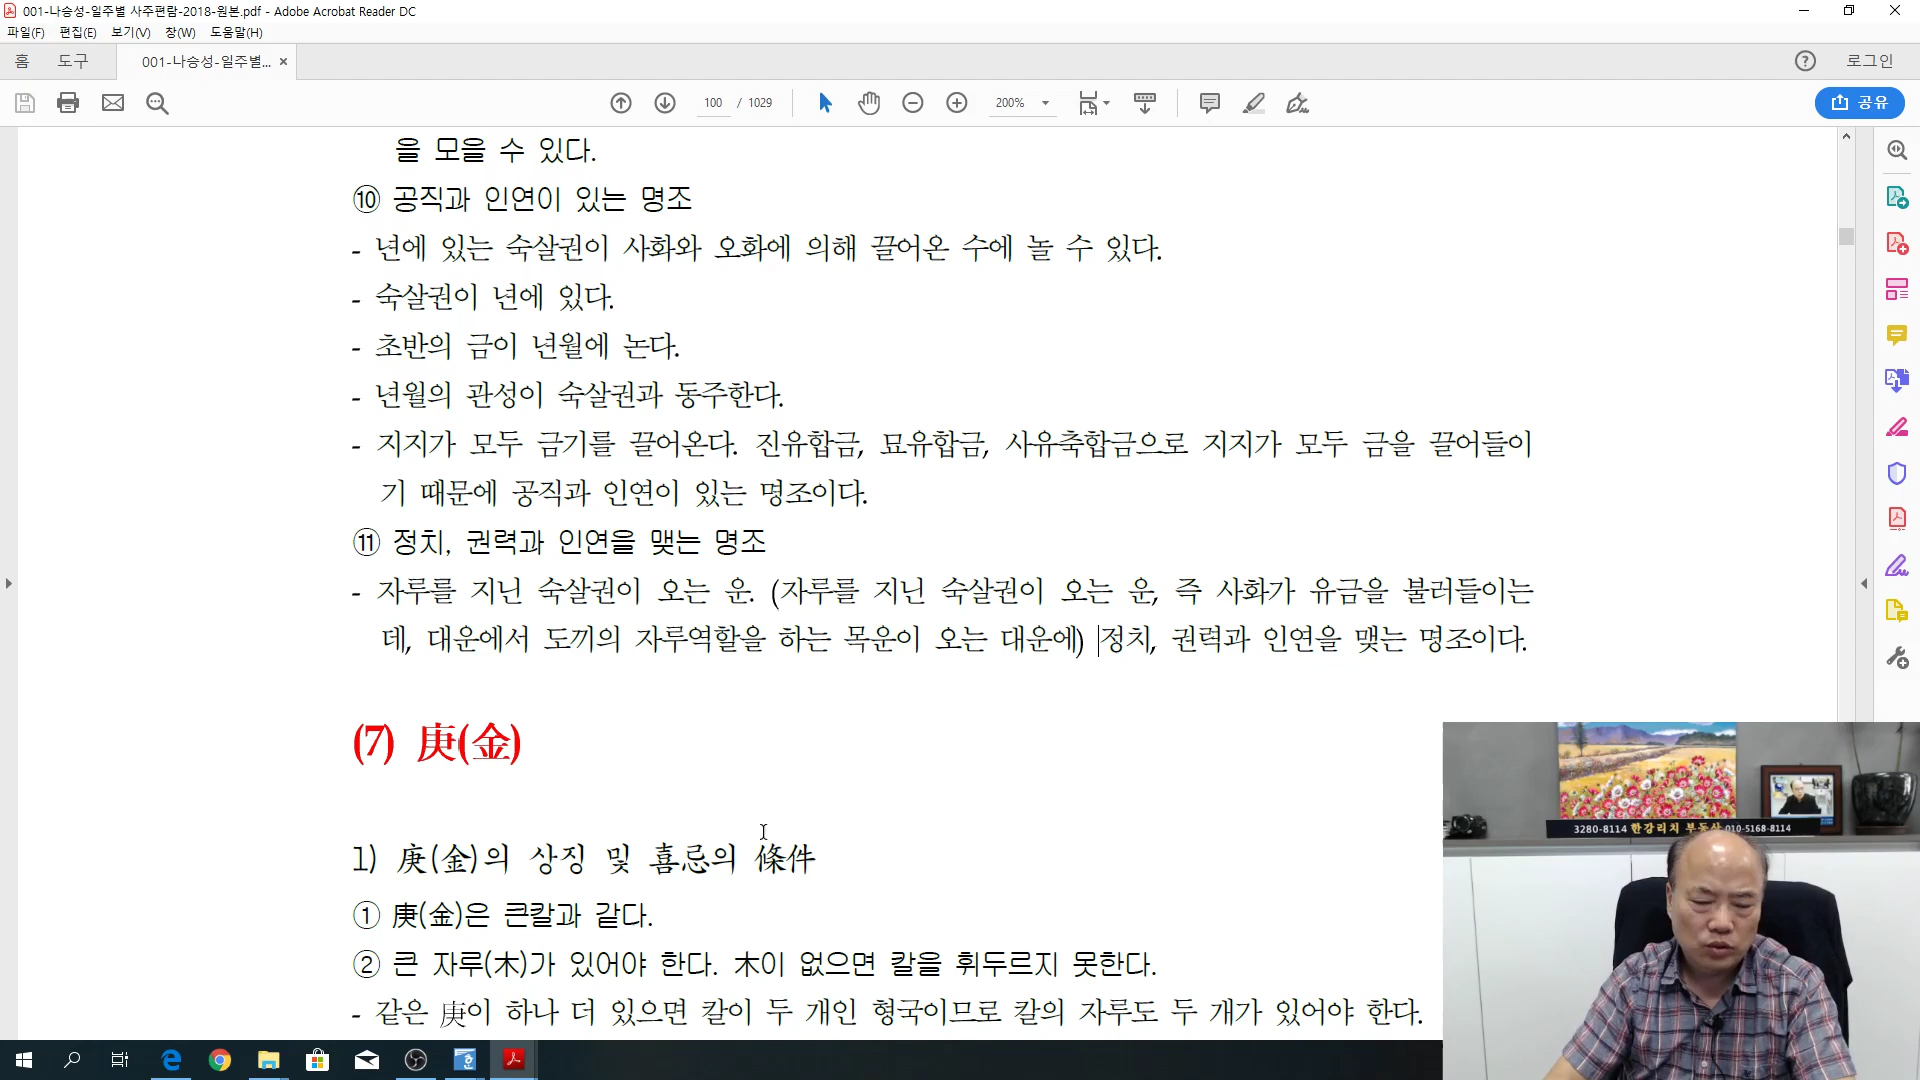 001-나승성-일주별 사주편람-2018-원본.pdf - Adobe Acrobat Reader DC
파일(F) 편집(E) 보기(V) 창(W) 도움말(H)
홈 도구 001-나승성-일주별... × 로그인
100 / 1029 200% 공유
을 모을 수 있다.
⑩ 공직과 인연이 있는 명조
- 년에 있는 숙살권이 사화와 오화에 의해 끌어온 수에 놀 수 있다.
- 숙살권이 년에 있다.
- 초반의 금이 년월에 논다.
- 년월의 관성이 숙살권과 동주한다.
- 지지가 모두 금기를 끌어온다. 진유합금, 묘유합금, 사유축합금으로 지지가 모두 금을 끌어들이
기 때문에 공직과 인연이 있는 명조이다.
⑪ 정치, 권력과 인연을 맺는 명조
- 자루를 지닌 숙살권이 오는 운. (자루를 지닌 숙살권이 오는 운, 즉 사화가 유금을 불러들이는
데, 대운에서 도끼의 자루역할을 하는 목운이 오는 대운에) 정치, 권력과 인연을 맺는 명조이다.
(7) 庚(金)
1) 庚(金)의 상징 및 喜忌의 條件
① 庚(金)은 큰칼과 같다.
② 큰 자루(木)가 있어야 한다. 木이 없으면 칼을 휘두르지 못한다.
- 같은 庚이 하나 더 있으면 칼이 두 개인 형국이므로 칼의 자루도 두 개가 있어야 한다.
3280-8114 한강리치 부동산 010-5168-8114